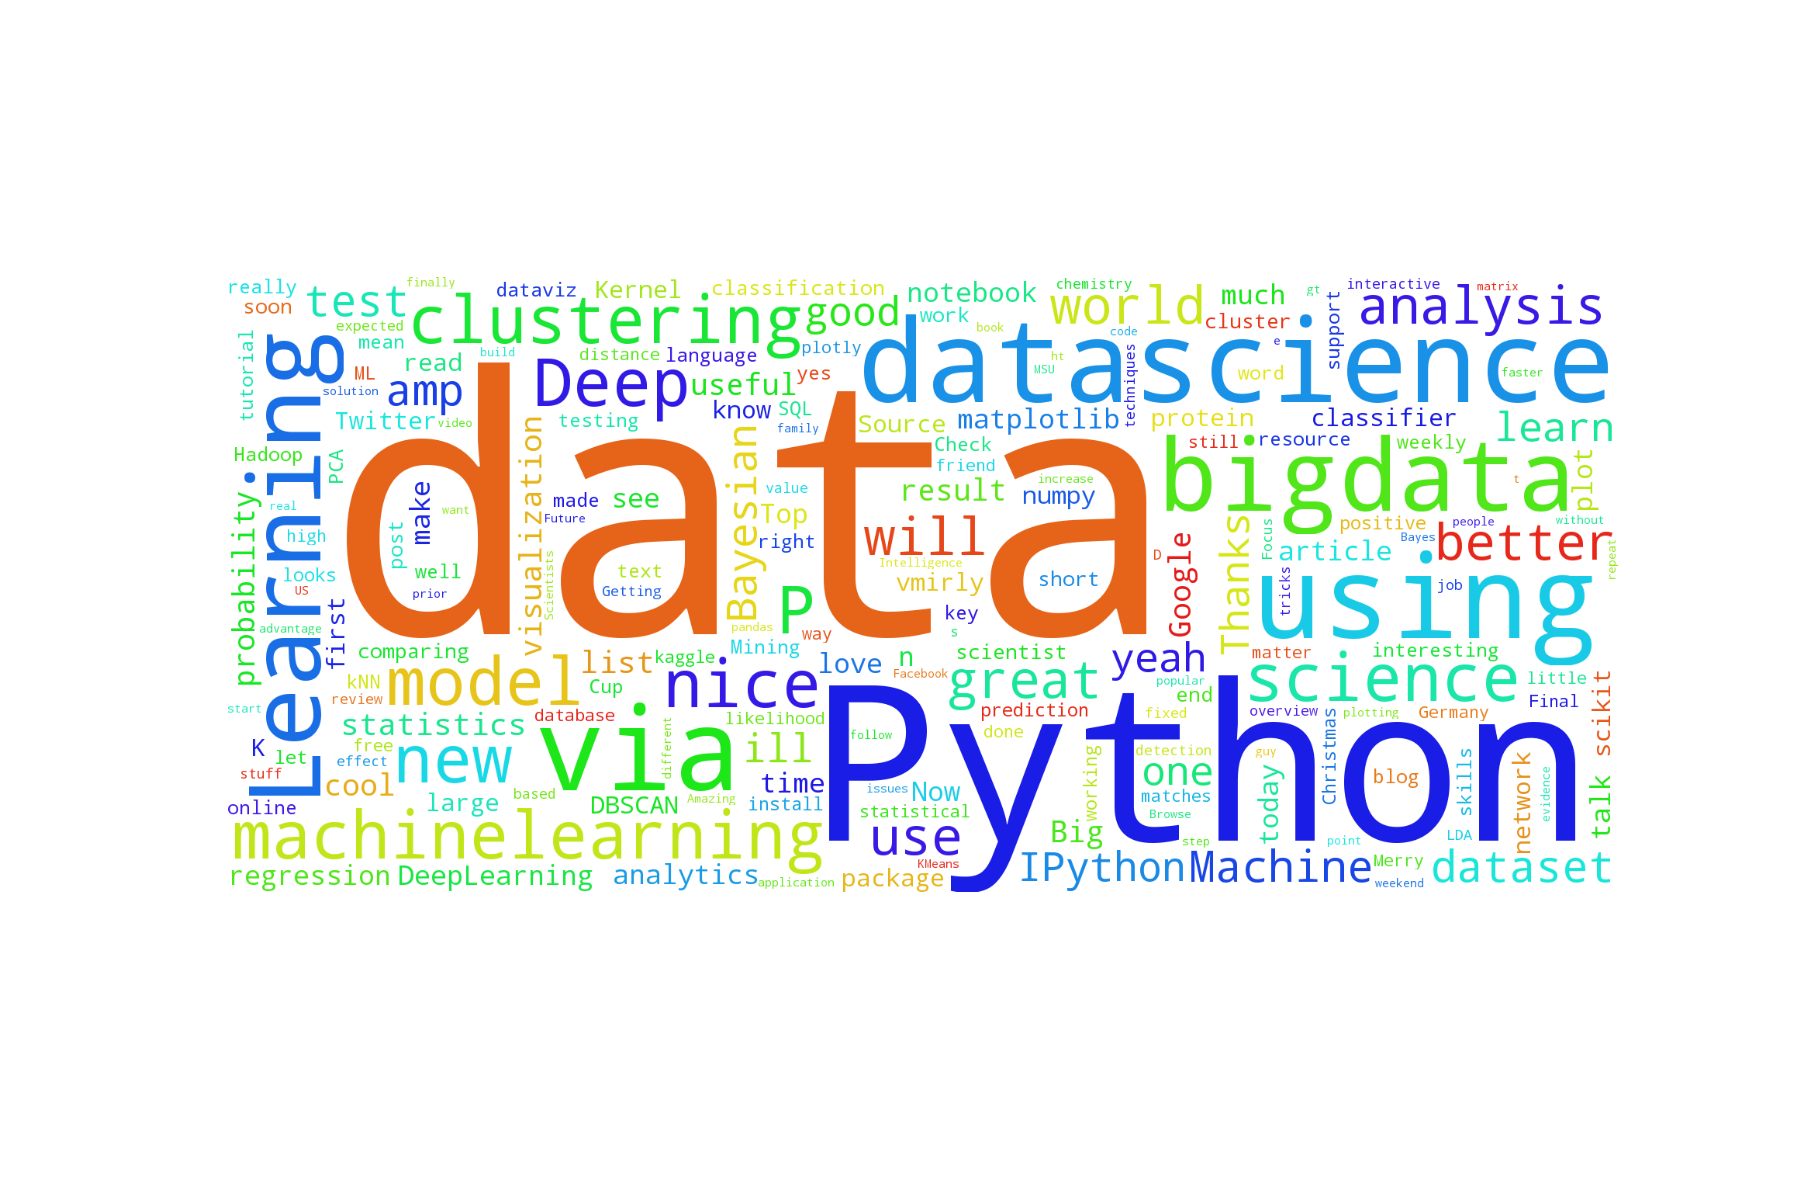 really
finally
dataviz
Kernel
classification
notebook
chemistry
world
much
gt
interactive
matrix
analysis
soon
test
clustering
good
work
book
cluster
support
expected
mean
tutorial
Learning
plotly
datascience
code
e
read
build
distance
language
ML
solution
amp
Deep
useful
yes
ht
MSU
techniques
word
faster
Twitter
video
data
testing
know
SQL
family
Source
matplotlib
protein
classifier
learn
Hadoop
PCA
visualization
Bayesian
Check
friend
bigdata
still
resource
weekly
plot
probability
real
make
want
made
Future
see
value
Top
result
increase
numpy
t
high
post
right
will
Thanks
Focus
positive
people
without
Bayes
better
looks
US
well
prior
Scientists
text
Getting
Intelligence
vmirly
short
D
Google
article
using
tricks
job
repeat
advantage
first
pandas
P
way
key
s
comparing
list
kaggle
Mining
love
n
Facebook
scientist
yeah
matter
interesting
kNN
review
model
Cup
nice
great
popular
end
science
little
start
statistics
database
via
likelihood
Python
prediction
fixed
overview
plotting
Germany
Final
scikit
K
let
free
effect
new
different
ill
follow
done
detection
guy
Christmas
stuff
cool
time
issues
Now
working
one
today
blog
skills
network
evidence
talk
online
large
based
DBSCAN
Amazing
install
statistical
matches
Browse
machinelearning
use
Big
step
point
LDA
regression
DeepLearning
analytics
application
package
KMeans
IPython
Machine
Merry
weekend
dataset